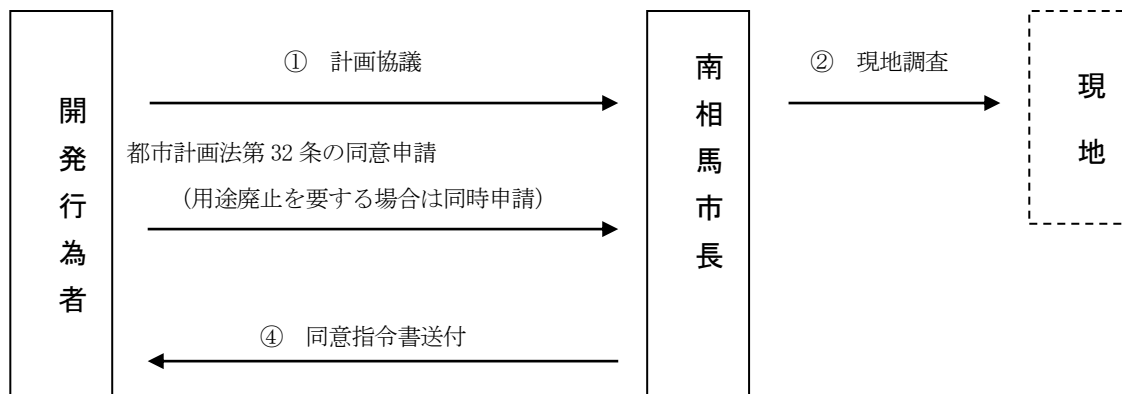 開発行為者
① 計画協議
都市計画法第 32 条の同意申請
（用途廃止を要する場合は同時申請）
④ 同意指令書送付
南相馬市長
② 現地調査
現地